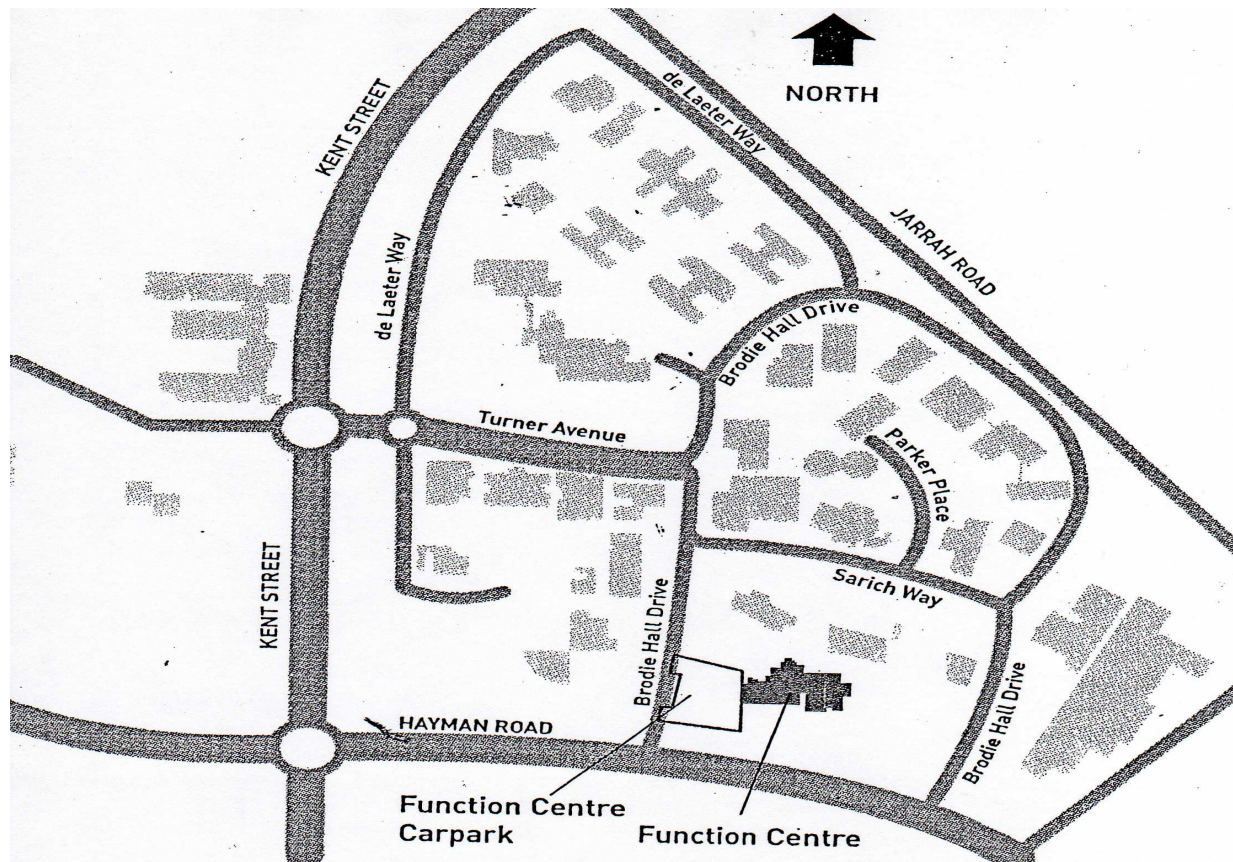 NORTH
KENT STREET
de Laeter Way
JARRAH ROAD
de Laeter Way
Brodie Hall Drive
Turner Avenue
Parker Place
KENT STREET
Sarich Way
Brodie Hall Drive
Brodie Hall Drive
HAYMAN ROAD
Function Centre
Carpark
Function Centre